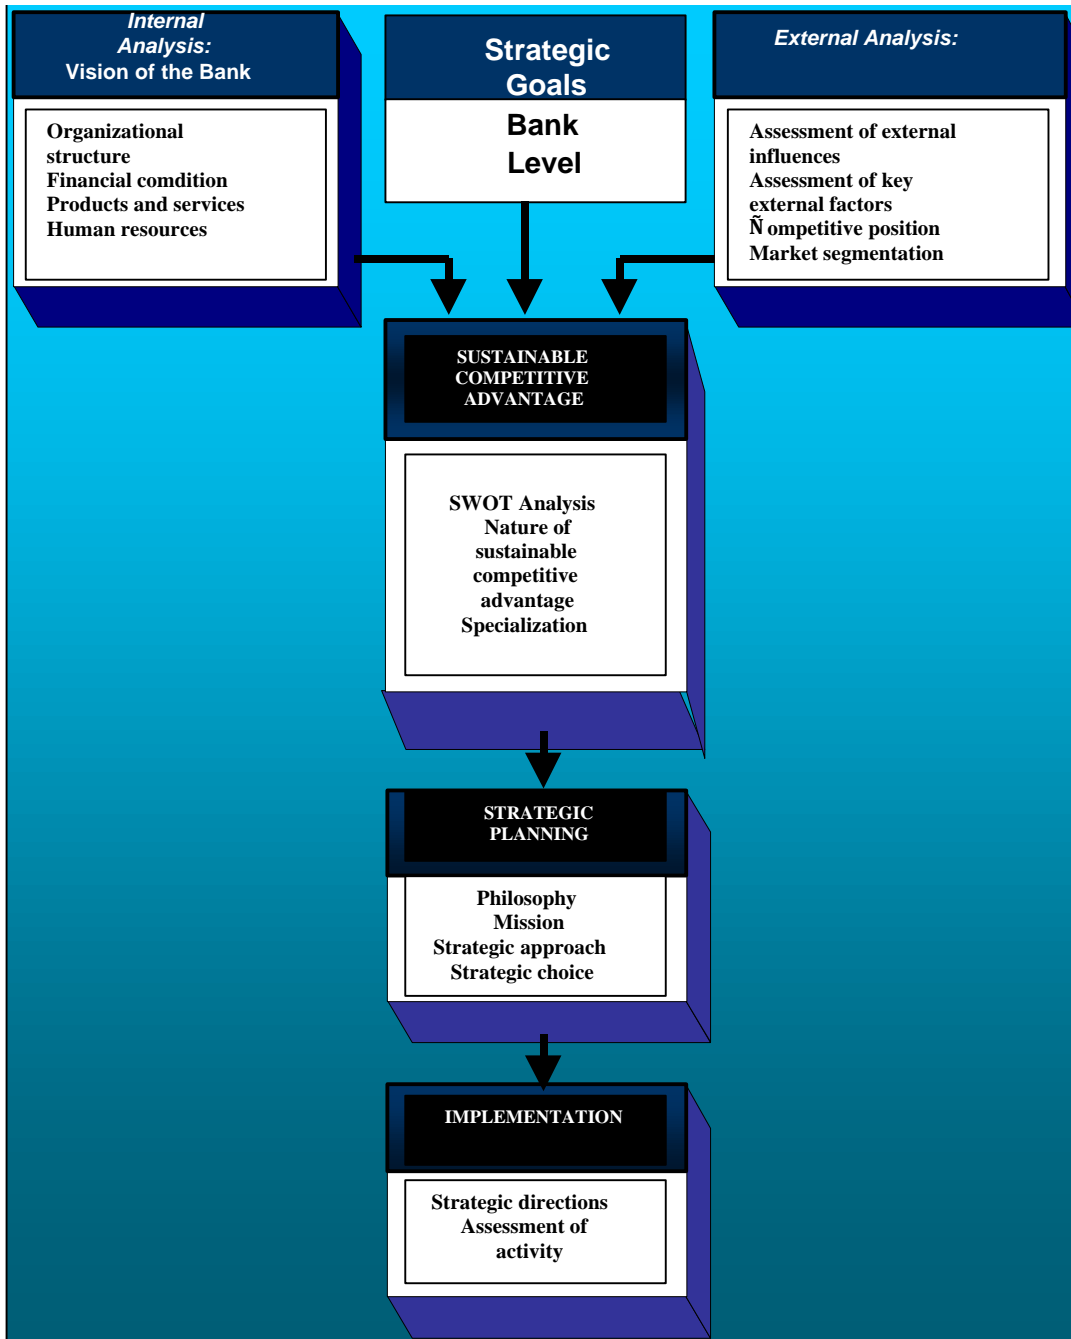 Internal
Analysis:
Vision of the Bank
Organizational
structure
Financial comdition
Products and services
Human resources
Strategic
Goals
Bank
Level
External Analysis:
Assessment of external
influences
Assessment of key
external factors
Ñ ompetitive position
Market segmentation
SUSTAINABLE
COMPETITIVE
ADVANTAGE
SWOT Analysis
Nature of
sustainable
competitive
advantage
Specialization
STRATEGIC
PLANNING
Philosophy
Mission
Strategic approach
Strategic choice
IMPLEMENTATION
Strategic directions
Assessment of
activity